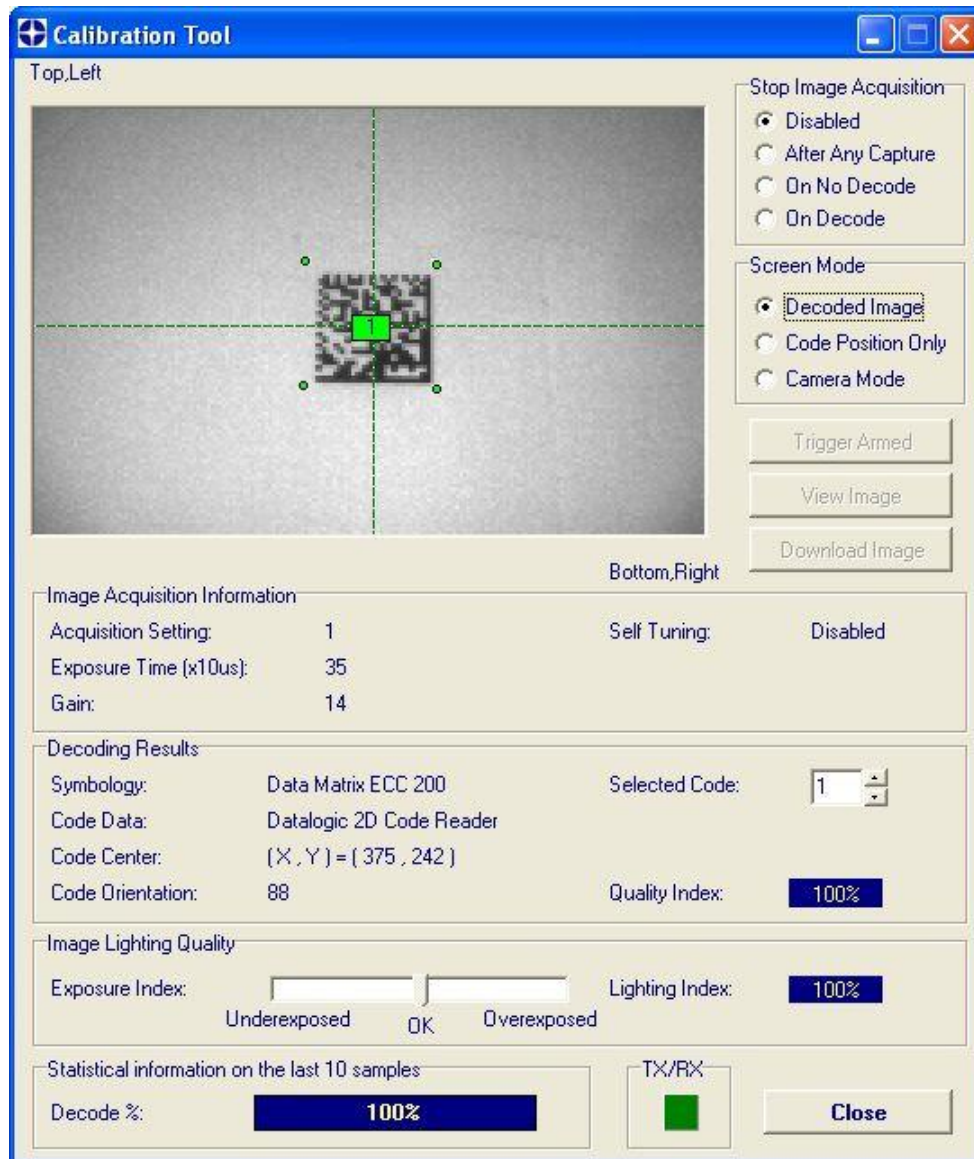 Calibration Tool
Top,Left
Stop Image Acquisition
Disabled
After Any Capture
On No Decode
On Decode
Screen Mode
Decoded Image
Code Position Only
Camera Mode
1
Trigger Armed
View Image
Download Image
Bottom,Right
Image Acquisition Information
Acquisition Setting: 1 Self Tuning: Disabled
Exposure Time (x10us): 35
Gain: 14
Decoding Results
Symbology: Data Matrix ECC 200 Selected Code: 1
Code Data: Datalogic 2D Code Reader
Code Center: ( X , Y ) = ( 375 , 242 )
Code Orientation: 88 Quality Index: 100%
Image Lighting Quality
Exposure Index: Lighting Index: 100%
Underexposed OK Overexposed
Statistical information on the last 10 samples TX/RX
Decode %: 100% Close